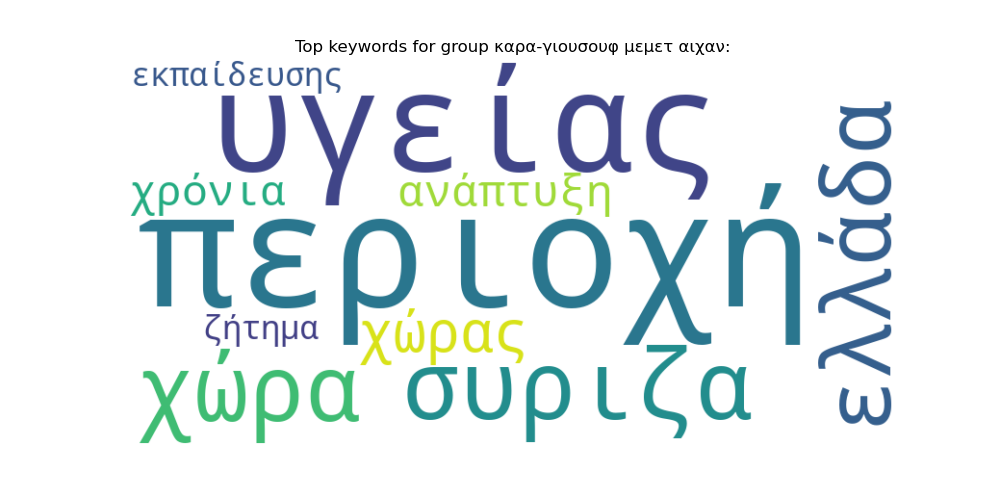 Top keywords for group καρα-γιουσουφ μεμετ αιχαν:
εκπαίδευσης
υγείας
χρόνια
ανάπτυξη
περιοχή
ελλάδα
ζήτημα
χώρας
χώρα
συριζα